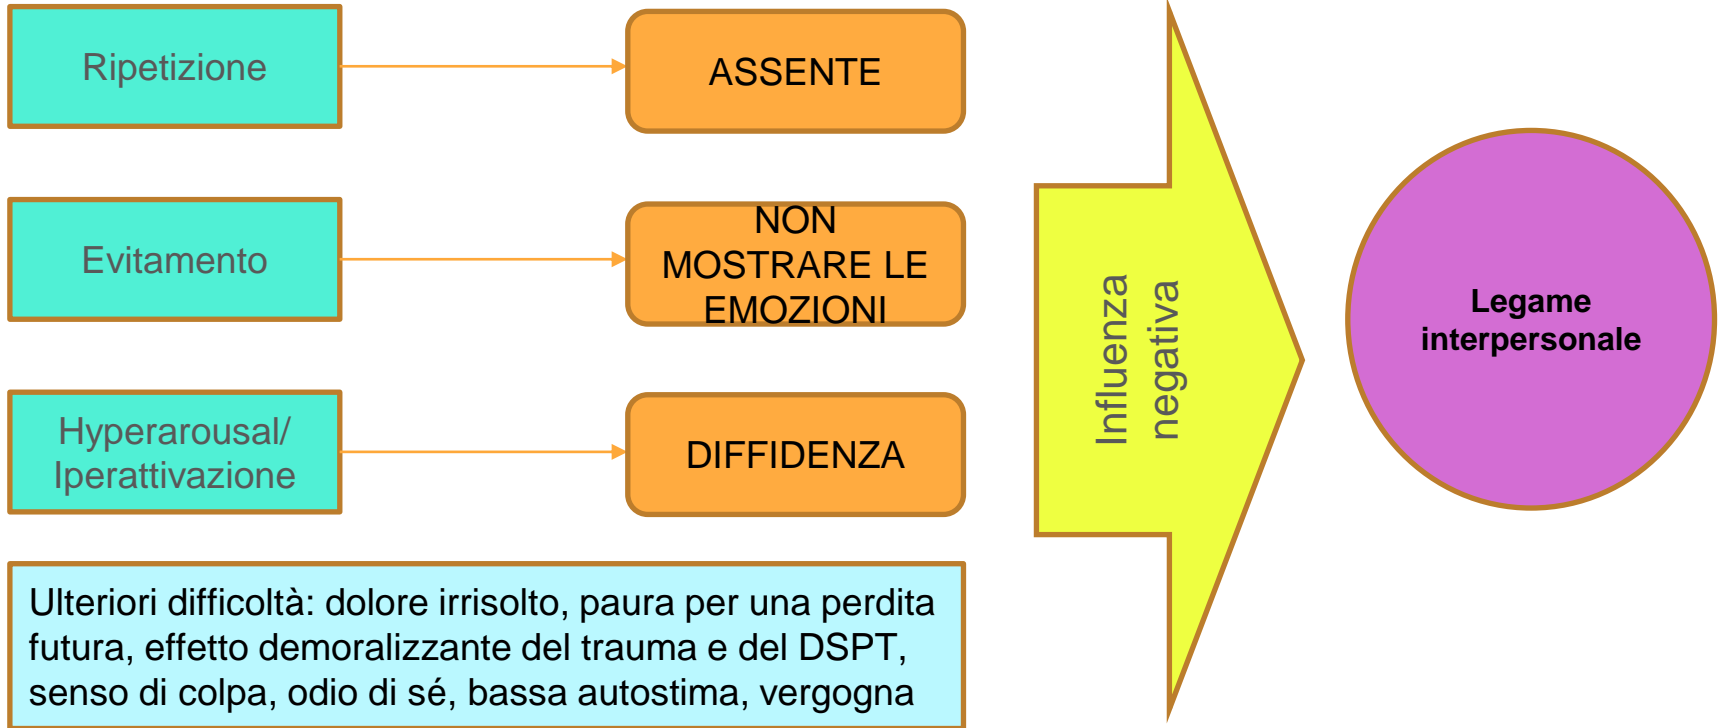 Ripetizione
ASSENTE
Evitamento
NON
MOSTRARE LE
EMOZIONI
Hyperarousal/
Iperattivazione
DIFFIDENZA
Ulteriori difficoltà: dolore irrisolto, paura per una perdita
futura, effetto demoralizzante del trauma e del DSPT,
senso di colpa, odio di sé, bassa autostima, vergogna
Influenza
negativa
Legame
interpersonale